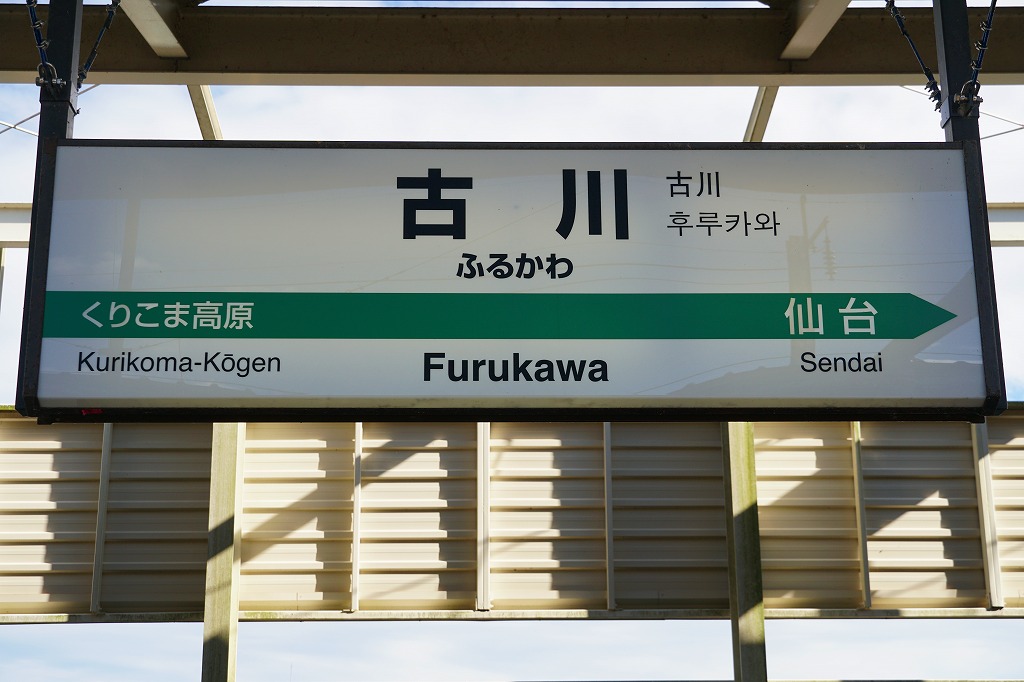 古川
古川
후루카와
ふるかわ
くりこま高原
仙台
Kurikoma-Kōgen
Furukawa
Sendai